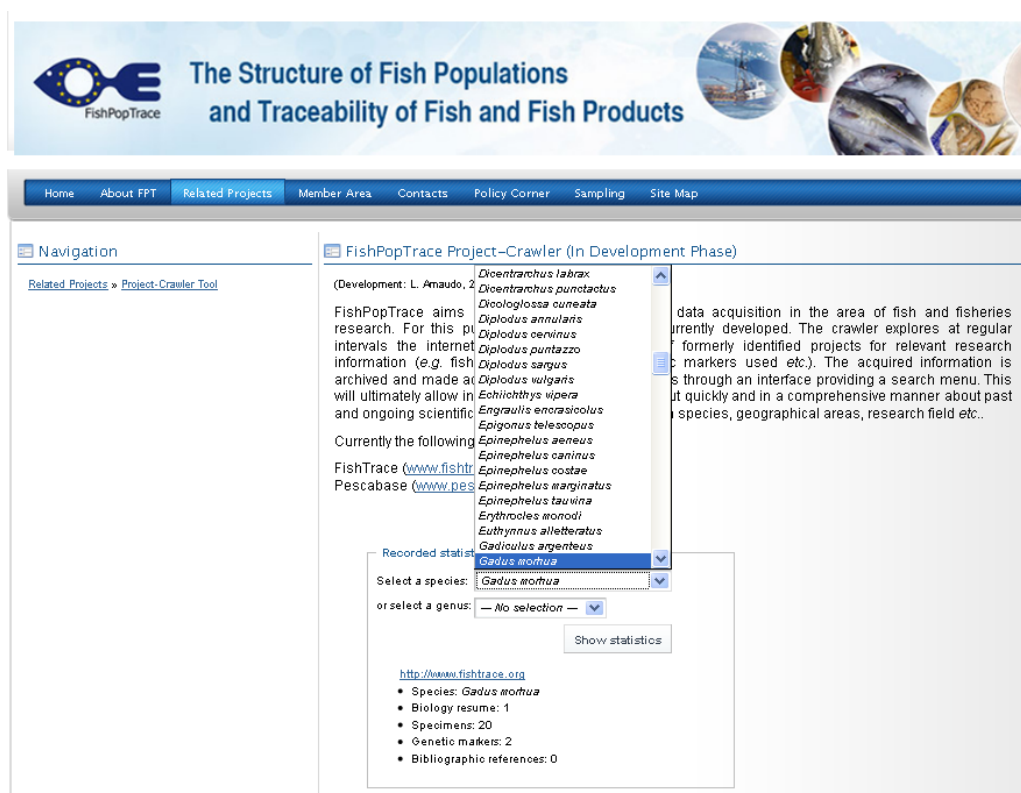 The Structure of Fish Populations
and Traceability of Fish and Fish Products
FishPopTrace
Home About FPT Related Projects Member Area Contacts Policy Corner Sampling Site Map
Navigation
Related Projects » Project-Crawler Tool
FishPopTrace Project-Crawler (In Development Phase)
(Development: L. Arnaudo, 2
FishPopTrace aims data acquisition in the area of fish and fisheries
research. For this pu urrently developed. The crawler explores at regular
intervals the internet formerly identified projects for relevant research
information (e.g. fish c markers used etc.). The acquired information is
archived and made ac s through an interface providing a search menu. This
will ultimately allow in ut quickly and in a comprehensive manner about past
and ongoing scientific species, geographical areas, research field etc..
Currently the following
FishTrace (www.fishtr
Pescabase (www.pes
Dicentrarchus labrax
Dicentrarchus punctactus
Dicologlossa cuneata
Diplodus annularis
Diplodus cervinus
Diplodus puntazzo
Diplodus sargus
Diplodus vulgaris
Echiichthys vipera
Engraulis encrasicolus
Epigonus telescopus
Epinephelus aeneus
Epinephelus caninus
Epinephelus costae
Epinephelus marginatus
Epinephelus tauvina
Erythrocles monodi
Euthynnus alletteratus
Gadiculus argenteus
Gadus morhua
Recorded statist
Select a species: Gadus morhua
or select a genus: — No selection —
Show statistics
http://www.fishtrace.org
• Species: Gadus morhua
• Biology resume: 1
• Specimens: 20
• Genetic markers: 2
• Bibliographic references: 0